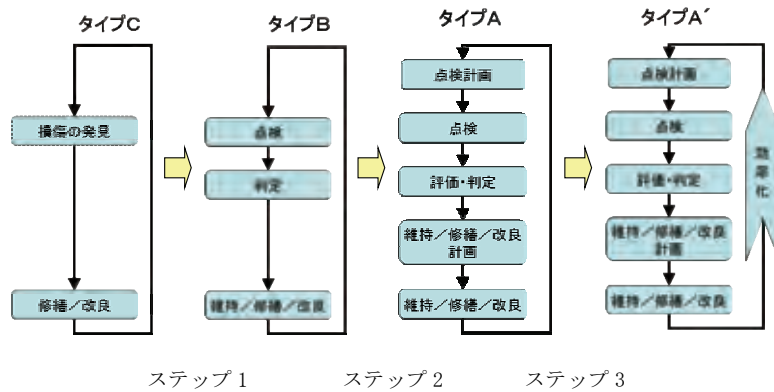 タイプC
損傷の発見
修繕／改良
タイプB
点検
判定
維持／修繕／改良
タイプA
点検計画
点検
評価・判定
維持／修繕／改良
計画
維持／修繕／改良
タイプA´
点検計画
点検
評価・判定
維持／修繕／改良
計画
維持／修繕／改良
効率化
ステップ 1
ステップ 2
ステップ 3